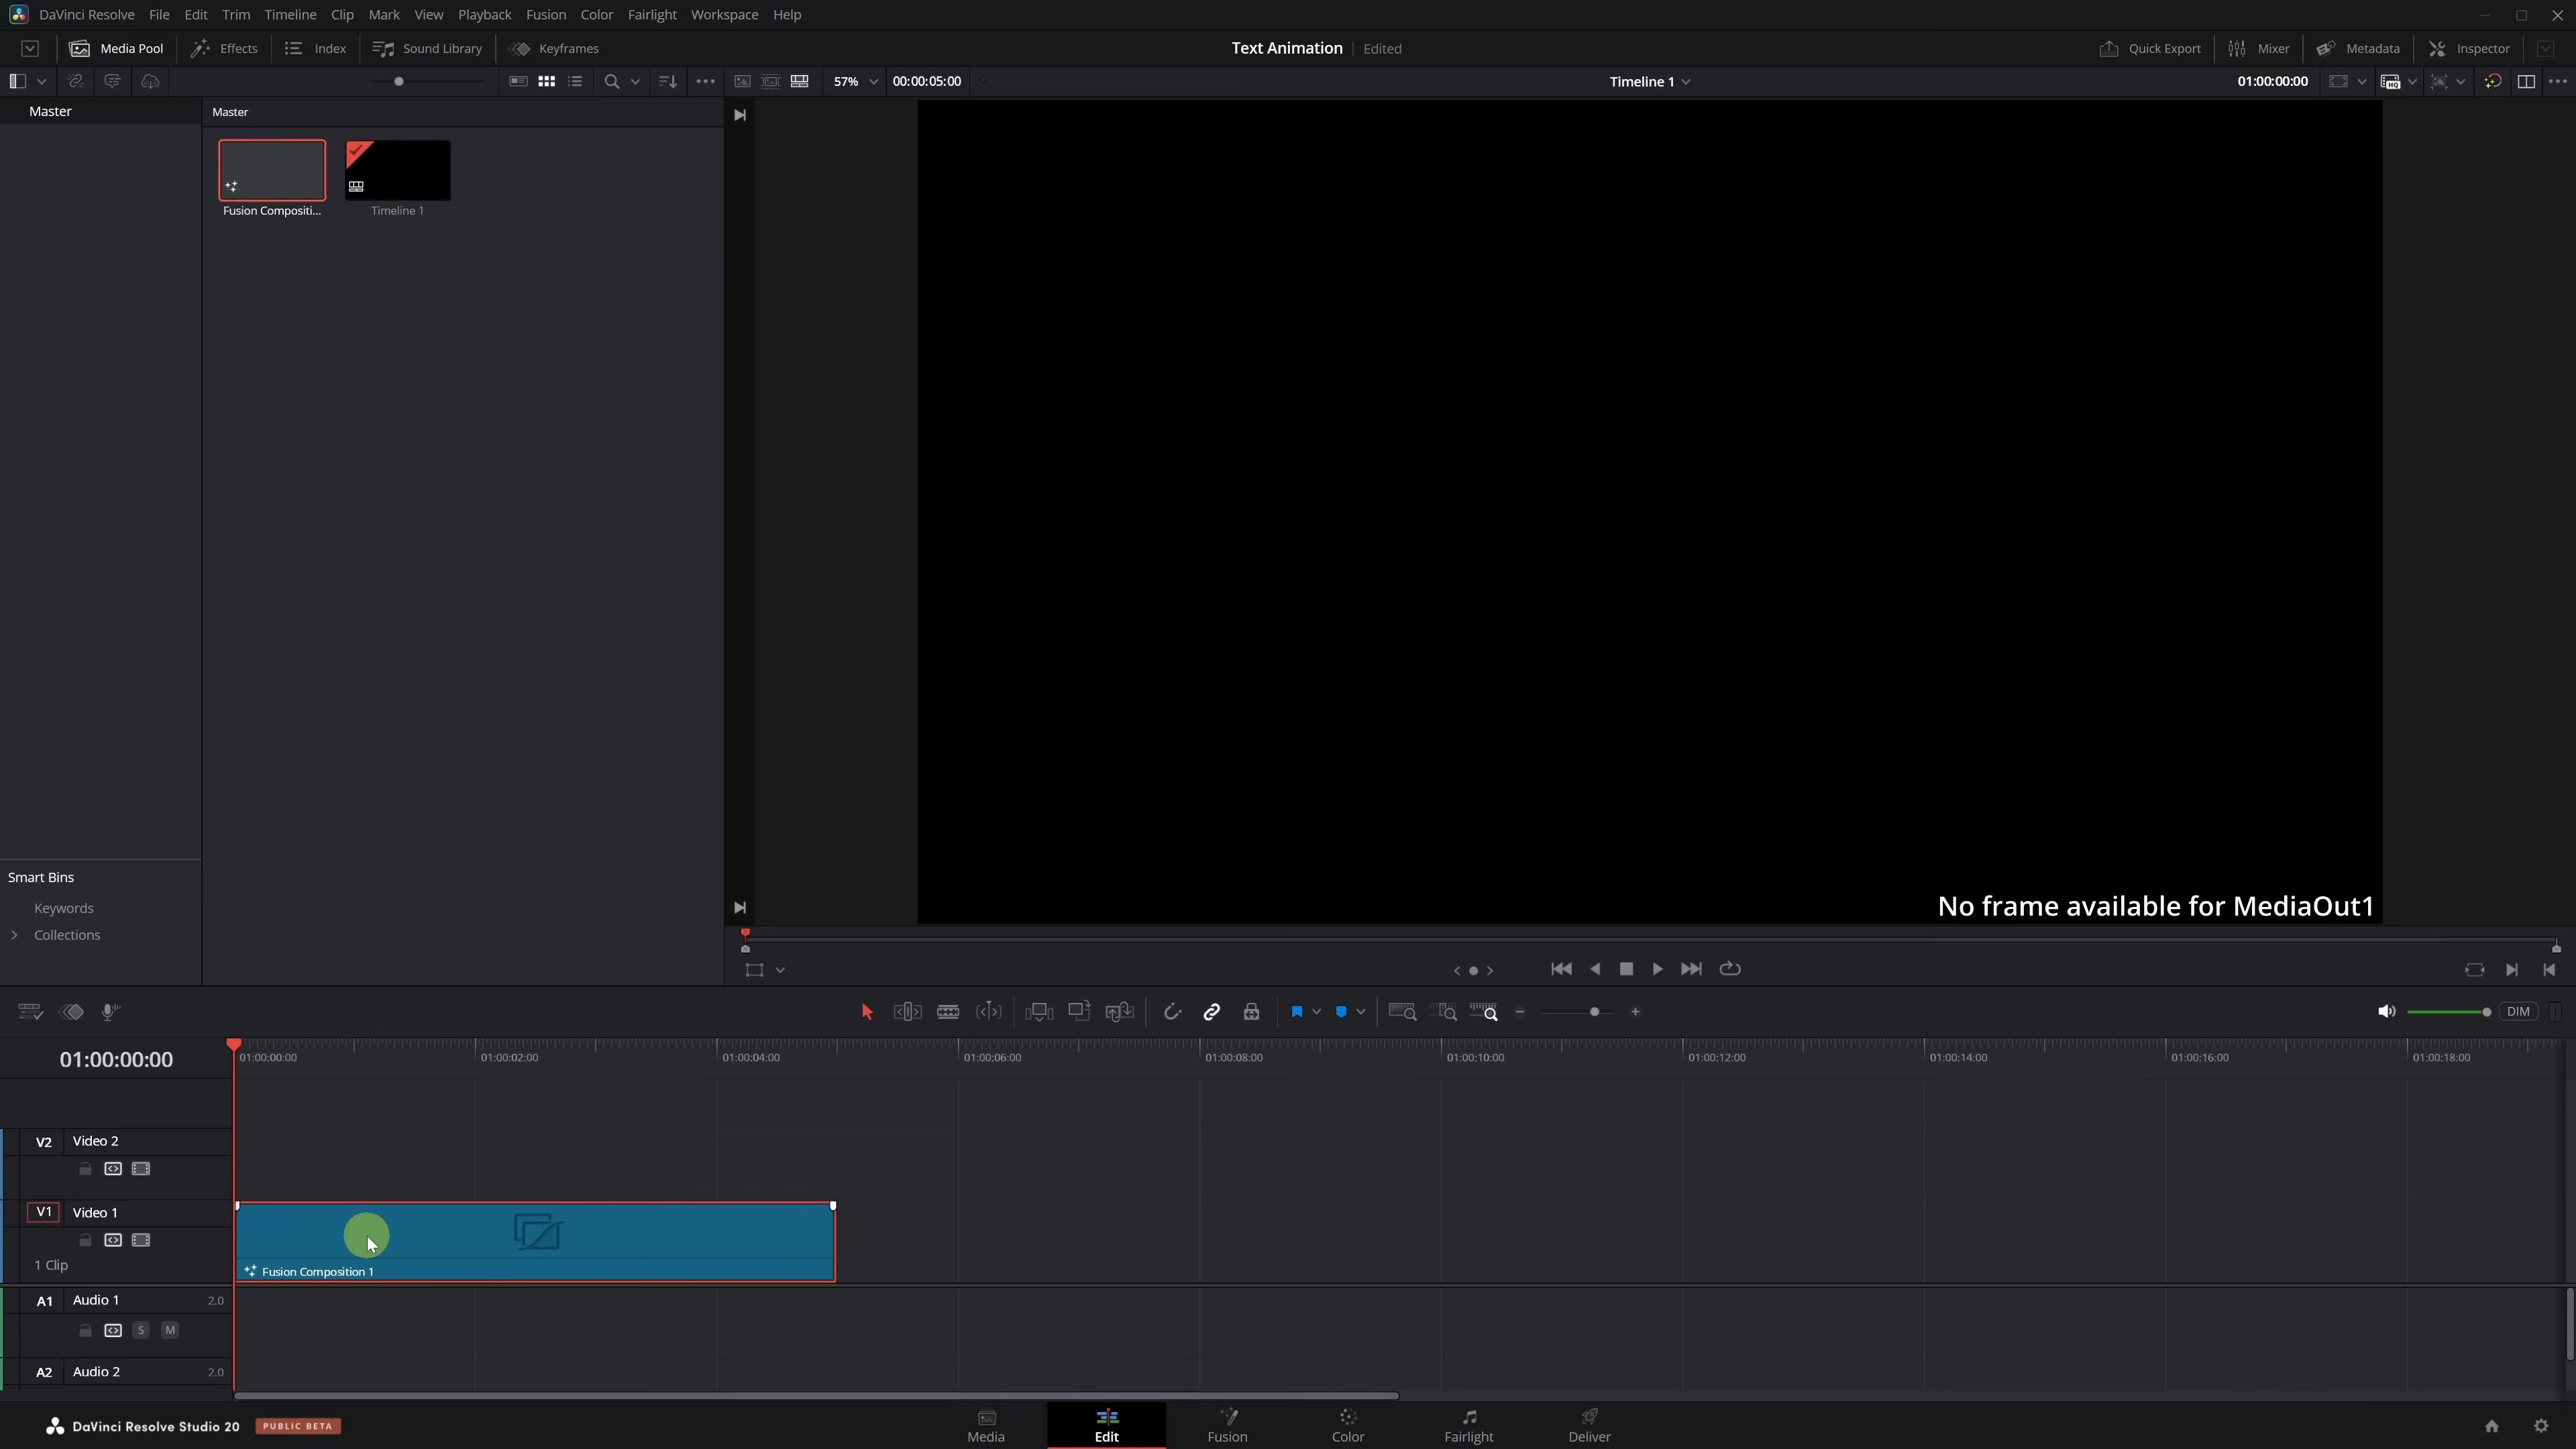 DaVinci Resolve File Edit Trim Timeline Clip Mark View Playback Fusion Color Fairlight Workspace Help
Media Pool Effects Index Sound Library Keyframes Text Animation Edited Quick Export Mixer Metadata Inspector
57% 00:00:05:00 Timeline 1 01:00:00:00
Master
Master
Fusion Compositi... Timeline 1
Smart Bins
Keywords
Collections
No frame available for MediaOut1
DIM
01:00:00:00
01:00:00:00 01:00:02:00 01:00:04:00 01:00:06:00 01:00:08:00 01:00:10:00 01:00:12:00 01:00:14:00 01:00:16:00 01:00:18:00
V2 Video 2
V1 Video 1
1 Clip
Fusion Composition 1
A1 Audio 1 2.0
S M
A2 Audio 2 2.0
DaVinci Resolve Studio 20 PUBLIC BETA
Media Edit Fusion Color Fairlight Deliver